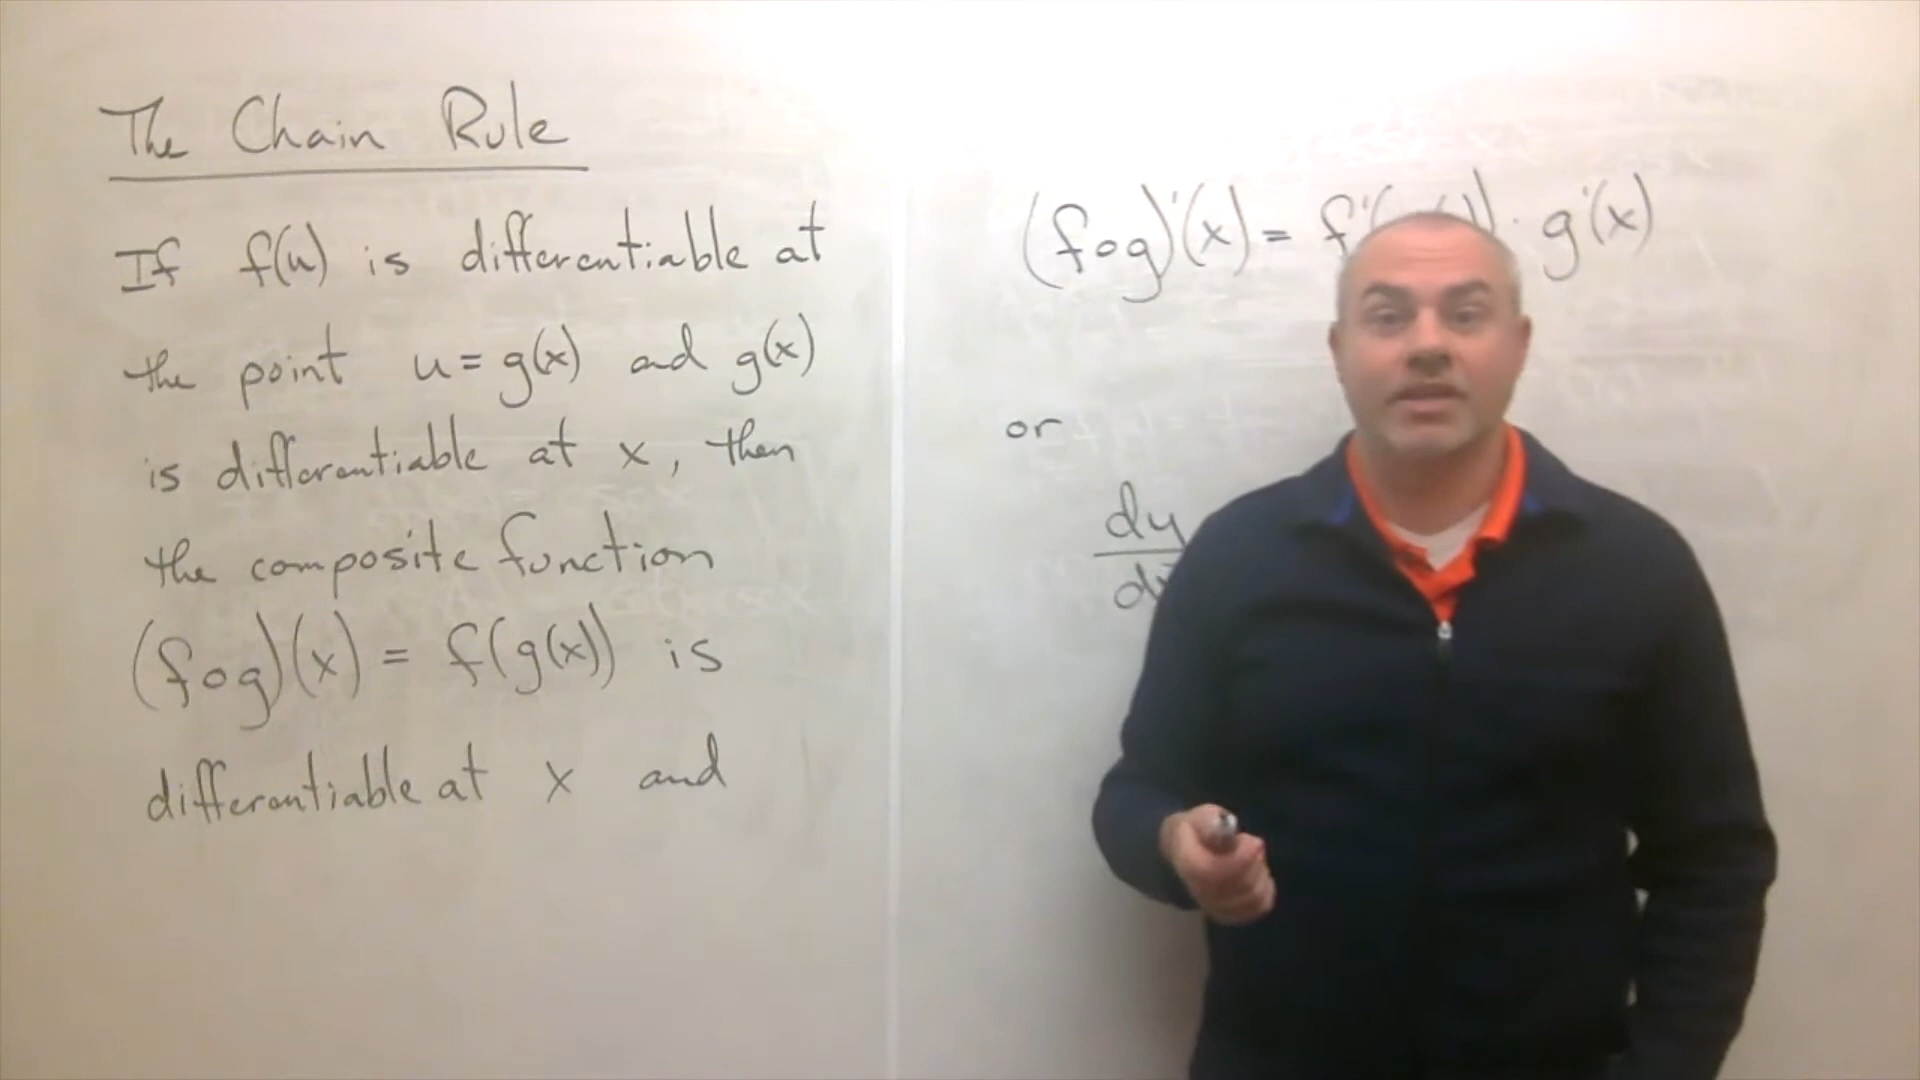 The Chain Rule
If f(u) is differentiable at
the point u = g(x) and g(x)
is differentiable at x, then
the composite function
(f∘g)(x) = f(g(x)) is
differentiable at x and
(f∘g)'(x) = f'( · g'(x)
or
dy